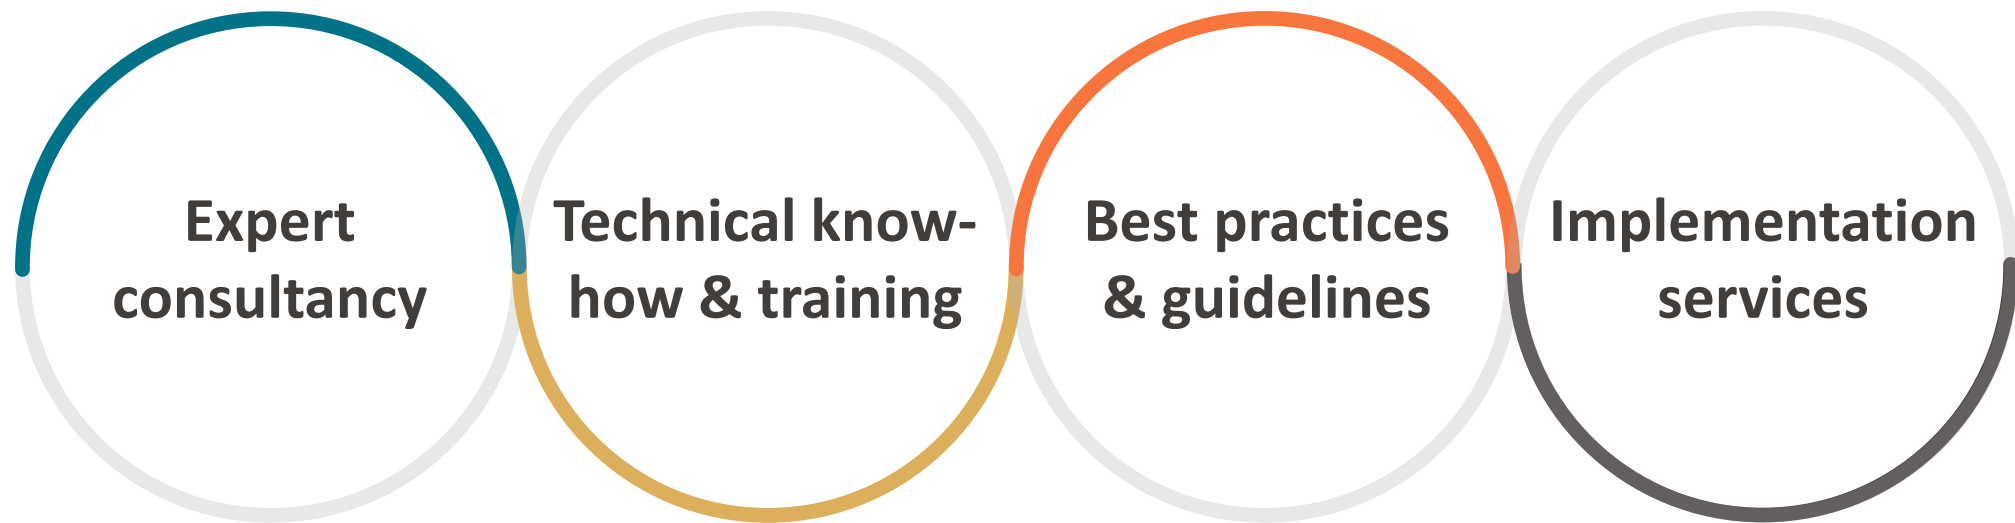 Expert
consultancy
Technical know-
how & training
Best practices
& guidelines
Implementation
services